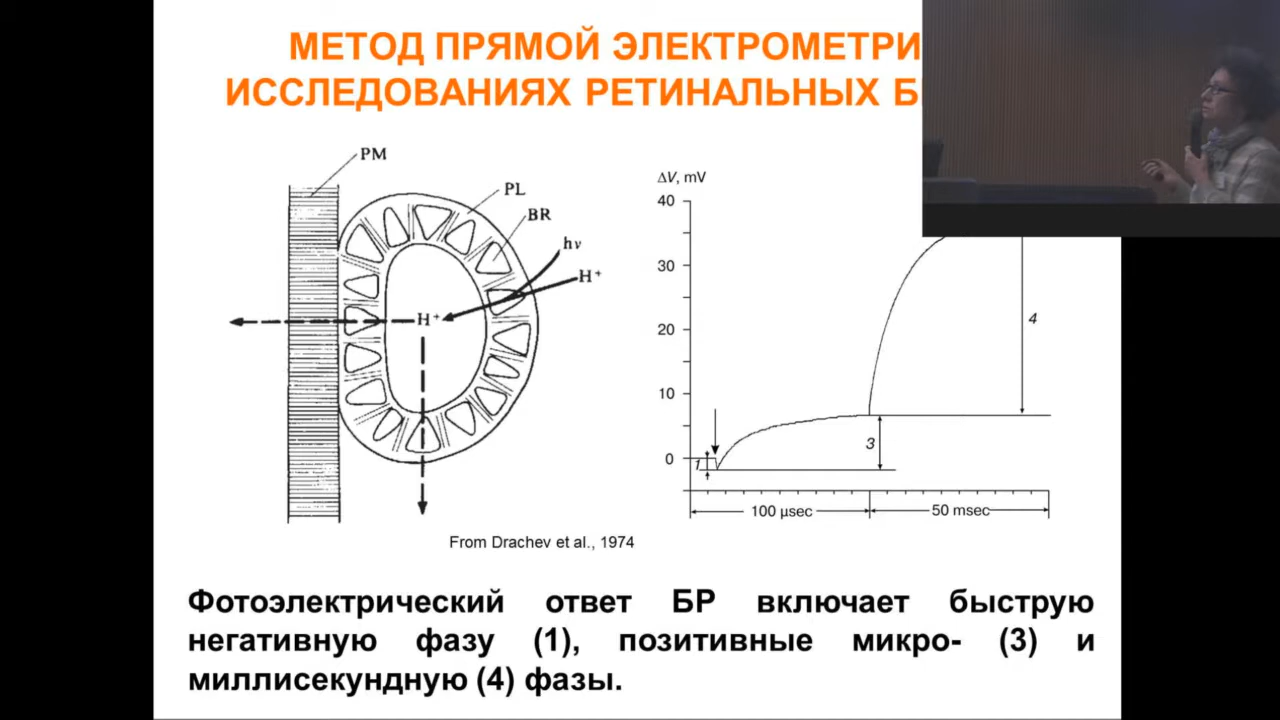 МЕТОД ПРЯМОЙ ЭЛЕКТРОМЕТРИ
ИССЛЕДОВАНИЯХ РЕТИНАЛЬНЫХ Б
PM
PL
BR
hν
H⁺
H⁺
From Drachev et al., 1974
ΔV, mV
40
30
20
10
0
1
3
4
100 μsec
50 msec
Фотоэлектрический ответ БР включает быструю
негативную фазу (1), позитивные микро- (3) и
миллисекундную (4) фазы.